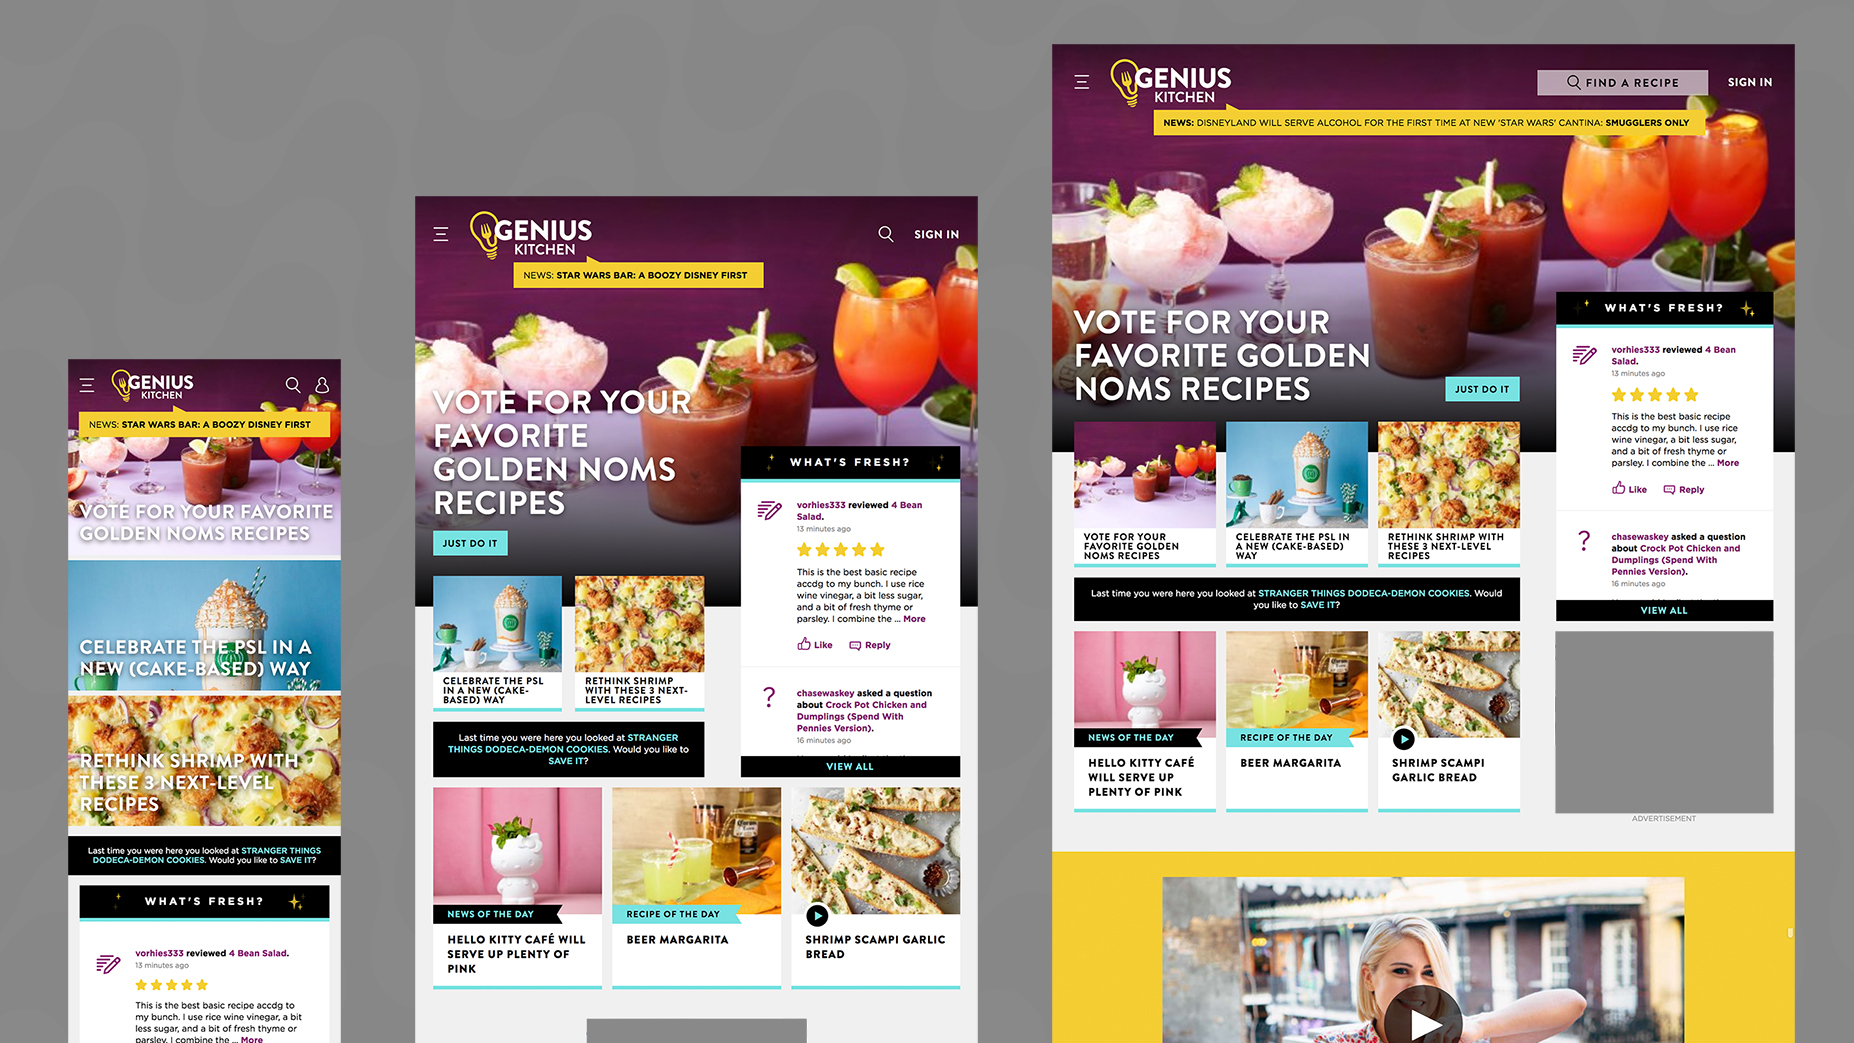 GENIUS
KITCHEN
NEWS: STAR WARS BAR: A BOOZY DISNEY FIRST
VOTE FOR YOUR FAVORITE
GOLDEN NOMS RECIPES
CELEBRATE THE PSL IN A
NEW (CAKE-BASED) WAY
RETHINK SHRIMP WITH
THESE 3 NEXT-LEVEL
RECIPES
Last time you were here you looked at STRANGER THINGS
DODECA-DEMON COOKIES. Would you like to SAVE IT?
WHAT'S FRESH?
vorhies333 reviewed 4 Bean Salad.
13 minutes ago
This is the best basic recipe accdg to
my bunch. I use rice wine vinegar, a bit
less sugar, and a bit of fresh thyme or
parsley. I combine the ... More
GENIUS
KITCHEN
SIGN IN
NEWS: STAR WARS BAR: A BOOZY DISNEY FIRST
VOTE FOR YOUR
FAVORITE
GOLDEN NOMS
RECIPES
JUST DO IT
CELEBRATE THE PSL
IN A NEW (CAKE-
BASED) WAY
RETHINK SHRIMP
WITH THESE 3 NEXT-
LEVEL RECIPES
Last time you were here you looked at STRANGER
THINGS DODECA-DEMON COOKIES. Would you like to
SAVE IT?
WHAT'S FRESH?
vorhies333 reviewed 4 Bean
Salad.
13 minutes ago
This is the best basic recipe
accdg to my bunch. I use rice
wine vinegar, a bit less sugar,
and a bit of fresh thyme or
parsley. I combine the ... More
Like Reply
?
chasewaskey asked a question
about Crock Pot Chicken and
Dumplings (Spend With
Pennies Version).
16 minutes ago
VIEW ALL
NEWS OF THE DAY
HELLO KITTY CAFÉ WILL
SERVE UP PLENTY OF
PINK
RECIPE OF THE DAY
BEER MARGARITA
SHRIMP SCAMPI GARLIC
BREAD
GENIUS
KITCHEN
FIND A RECIPE
SIGN IN
NEWS: DISNEYLAND WILL SERVE ALCOHOL FOR THE FIRST TIME AT NEW 'STAR WARS' CANTINA: SMUGGLERS ONLY
VOTE FOR YOUR
FAVORITE GOLDEN
NOMS RECIPES
JUST DO IT
VOTE FOR YOUR
FAVORITE GOLDEN
NOMS RECIPES
CELEBRATE THE PSL IN
A NEW (CAKE-BASED)
WAY
RETHINK SHRIMP WITH
THESE 3 NEXT-LEVEL
RECIPES
Last time you were here you looked at STRANGER THINGS DODECA-DEMON COOKIES. Would
you like to SAVE IT?
WHAT'S FRESH?
vorhies333 reviewed 4 Bean
Salad.
13 minutes ago
This is the best basic recipe
accdg to my bunch. I use rice
wine vinegar, a bit less sugar,
and a bit of fresh thyme or
parsley. I combine the ... More
Like Reply
?
chasewaskey asked a question
about Crock Pot Chicken and
Dumplings (Spend With
Pennies Version).
16 minutes ago
VIEW ALL
NEWS OF THE DAY
HELLO KITTY CAFÉ
WILL SERVE UP
PLENTY OF PINK
RECIPE OF THE DAY
BEER MARGARITA
SHRIMP SCAMPI
GARLIC BREAD
ADVERTISEMENT